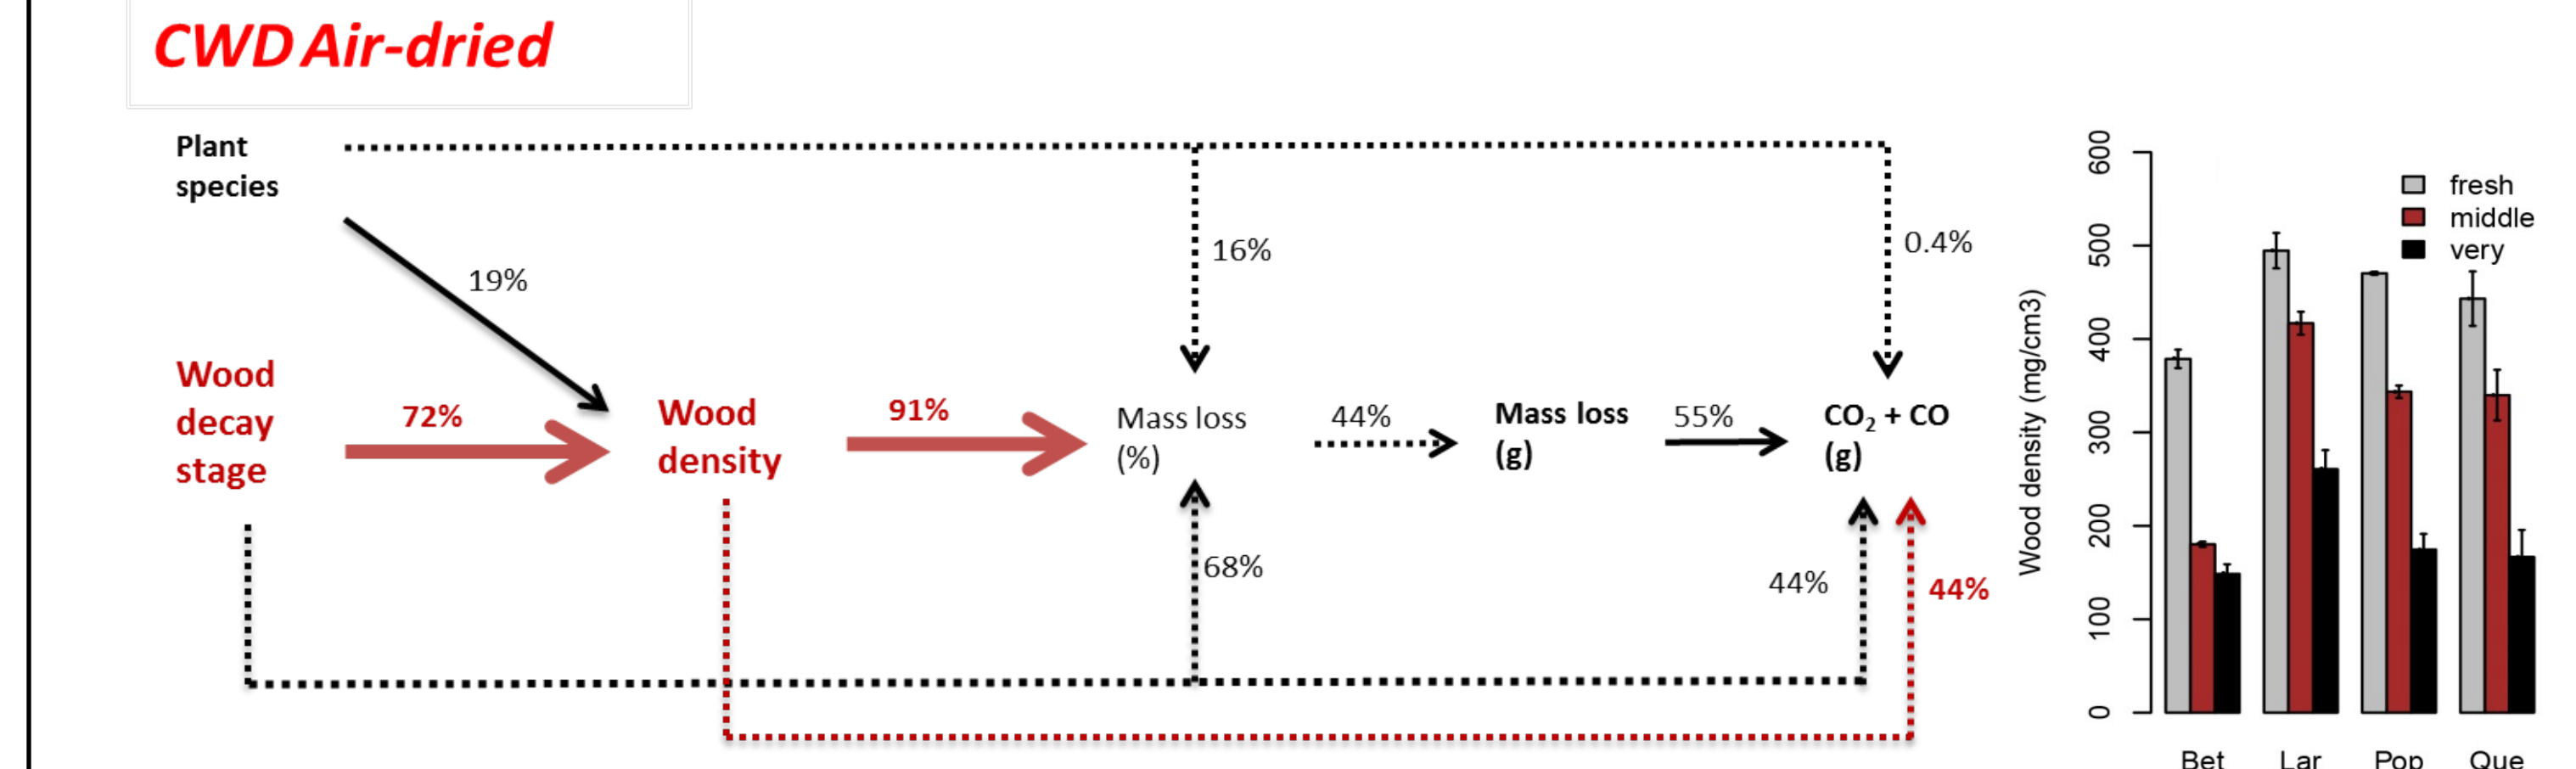 CWD Air-dried
Plant
species
19%
16%
0.4%
Wood
decay
stage
72%
Wood
density
91%
Mass loss
(%)
44%
Mass loss
(g)
55%
CO₂ + CO
(g)
68%
44%
44%
Wood density (mg/cm3)
600
500
400
300
200
100
0
fresh
middle
very
Bet
Lar
Pop
Que